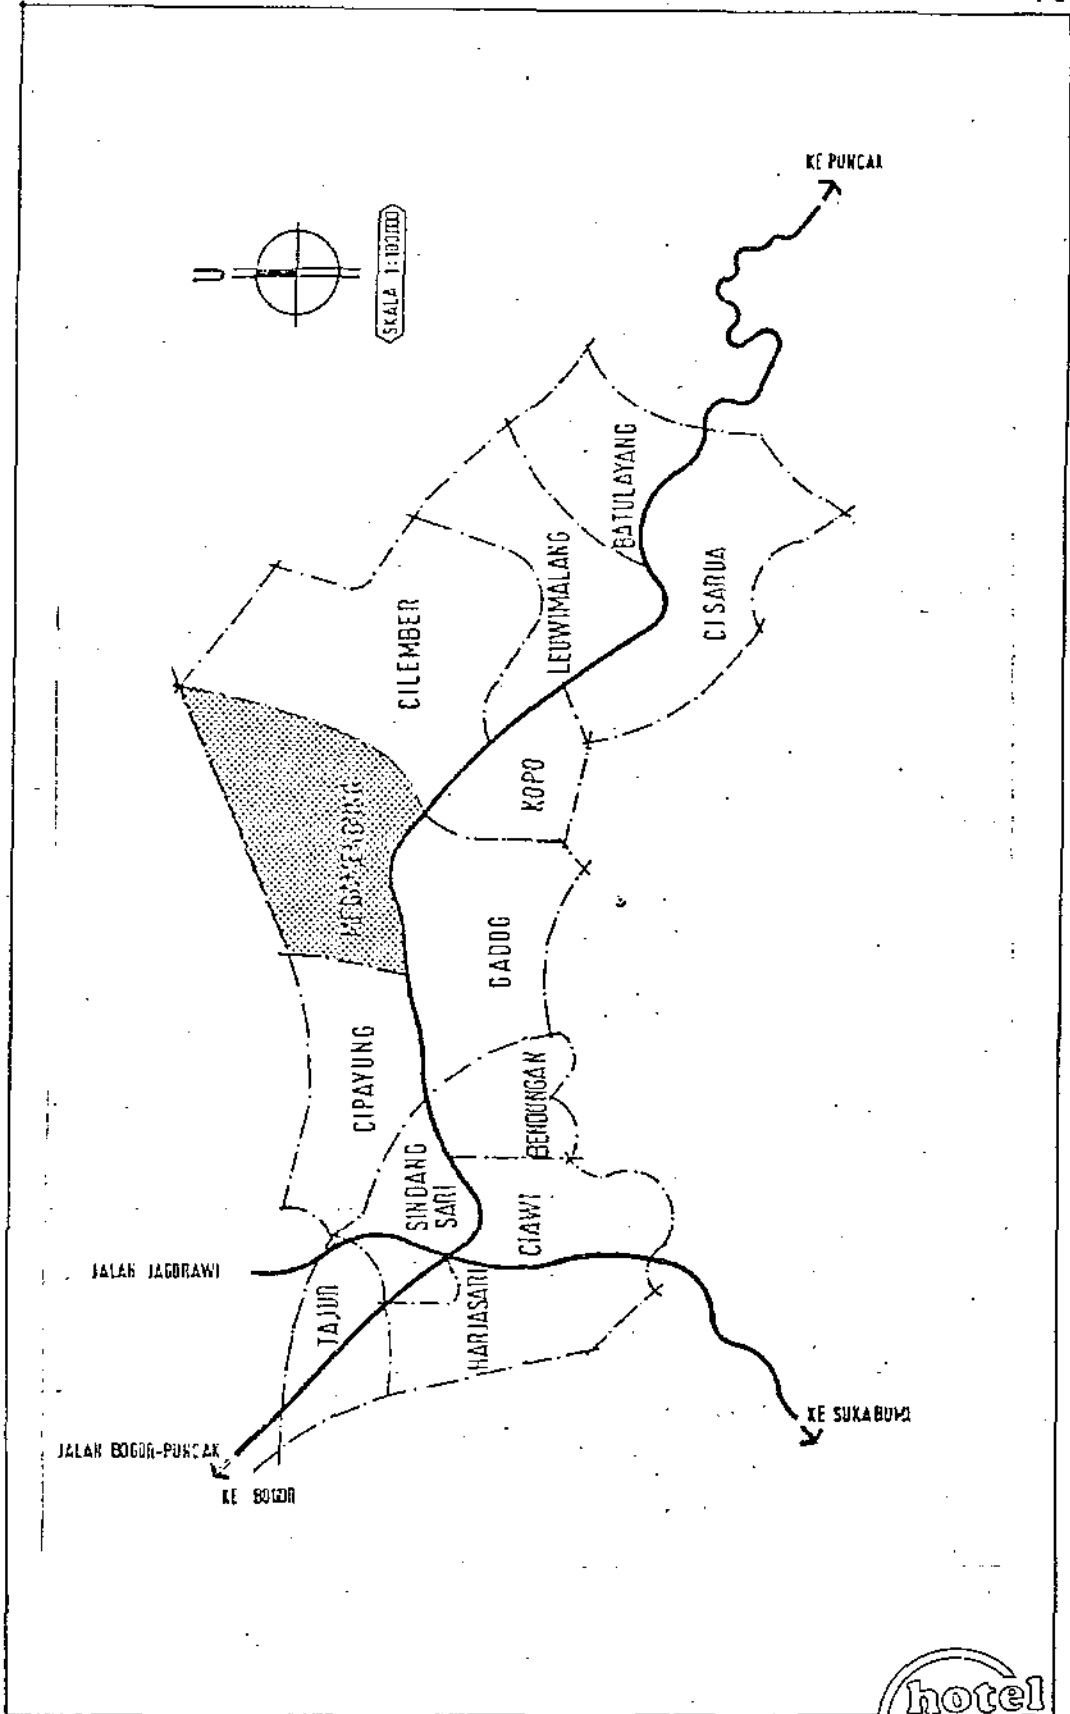 KE PUNCAK
U
SKALA 1:100.000
BATULAYANG
LEUWIMALANG
CISARUA
CILEMBER
KOPO
MEGAMENDUNG
GADOG
CIPAYUNG
BENDUNGAN
SINDANG
SARI
CIAWI
JALAN JAGORAWI
TAJUR
HARJASARI
JALAN BOGOR-PUNCAK
KE BOGOR
KE SUKABUMI
hotel